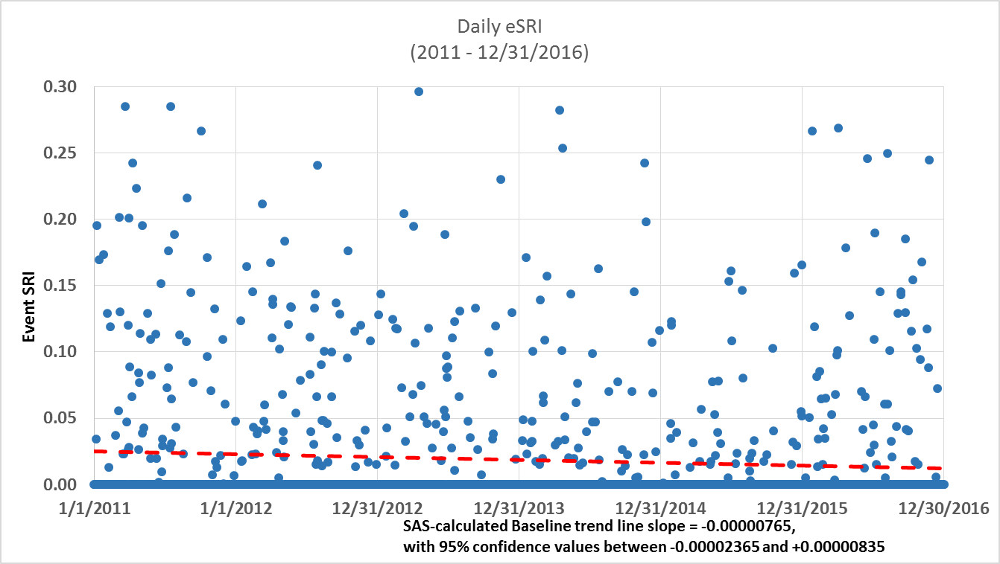 Daily eSRI
(2011 - 12/31/2016)
0.30
0.25
0.20
0.15
0.10
0.05
0.00
Event SRI
1/1/2011 1/1/2012 12/31/2012 12/31/2013 12/31/2014 12/31/2015 12/30/2016
SAS-calculated Baseline trend line slope = -0.00000765,
with 95% confidence values between -0.00002365 and +0.00000835